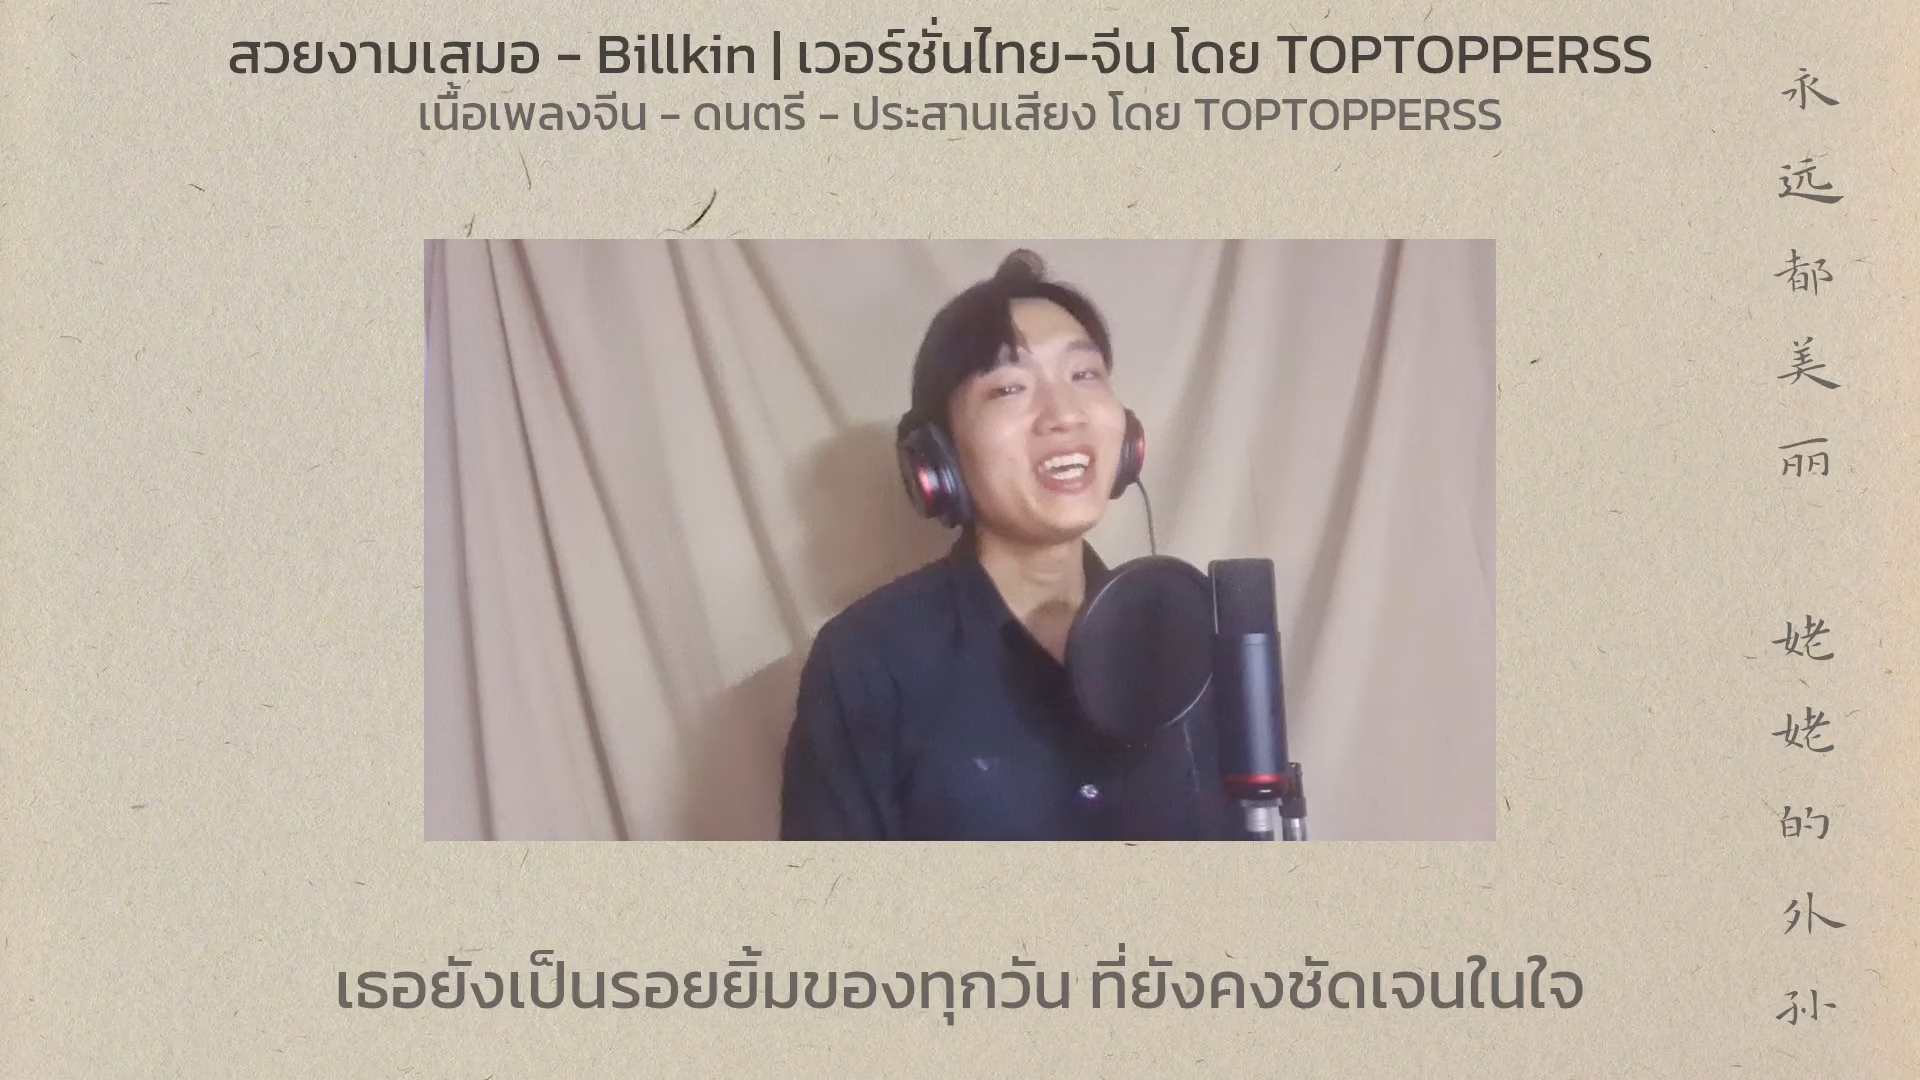 สวยงามเสมอ - Billkin | เวอร์ชั่นไทย-จีน โดย TOPTOPPERSS
เนื้อเพลงจีน - ดนตรี - ประสานเสียง โดย TOPTOPPERSS
永远都美丽
姥姥的外孙
เธอยังเป็นรอยยิ้มของทุกวัน ที่ยังคงชัดเจนในใจ